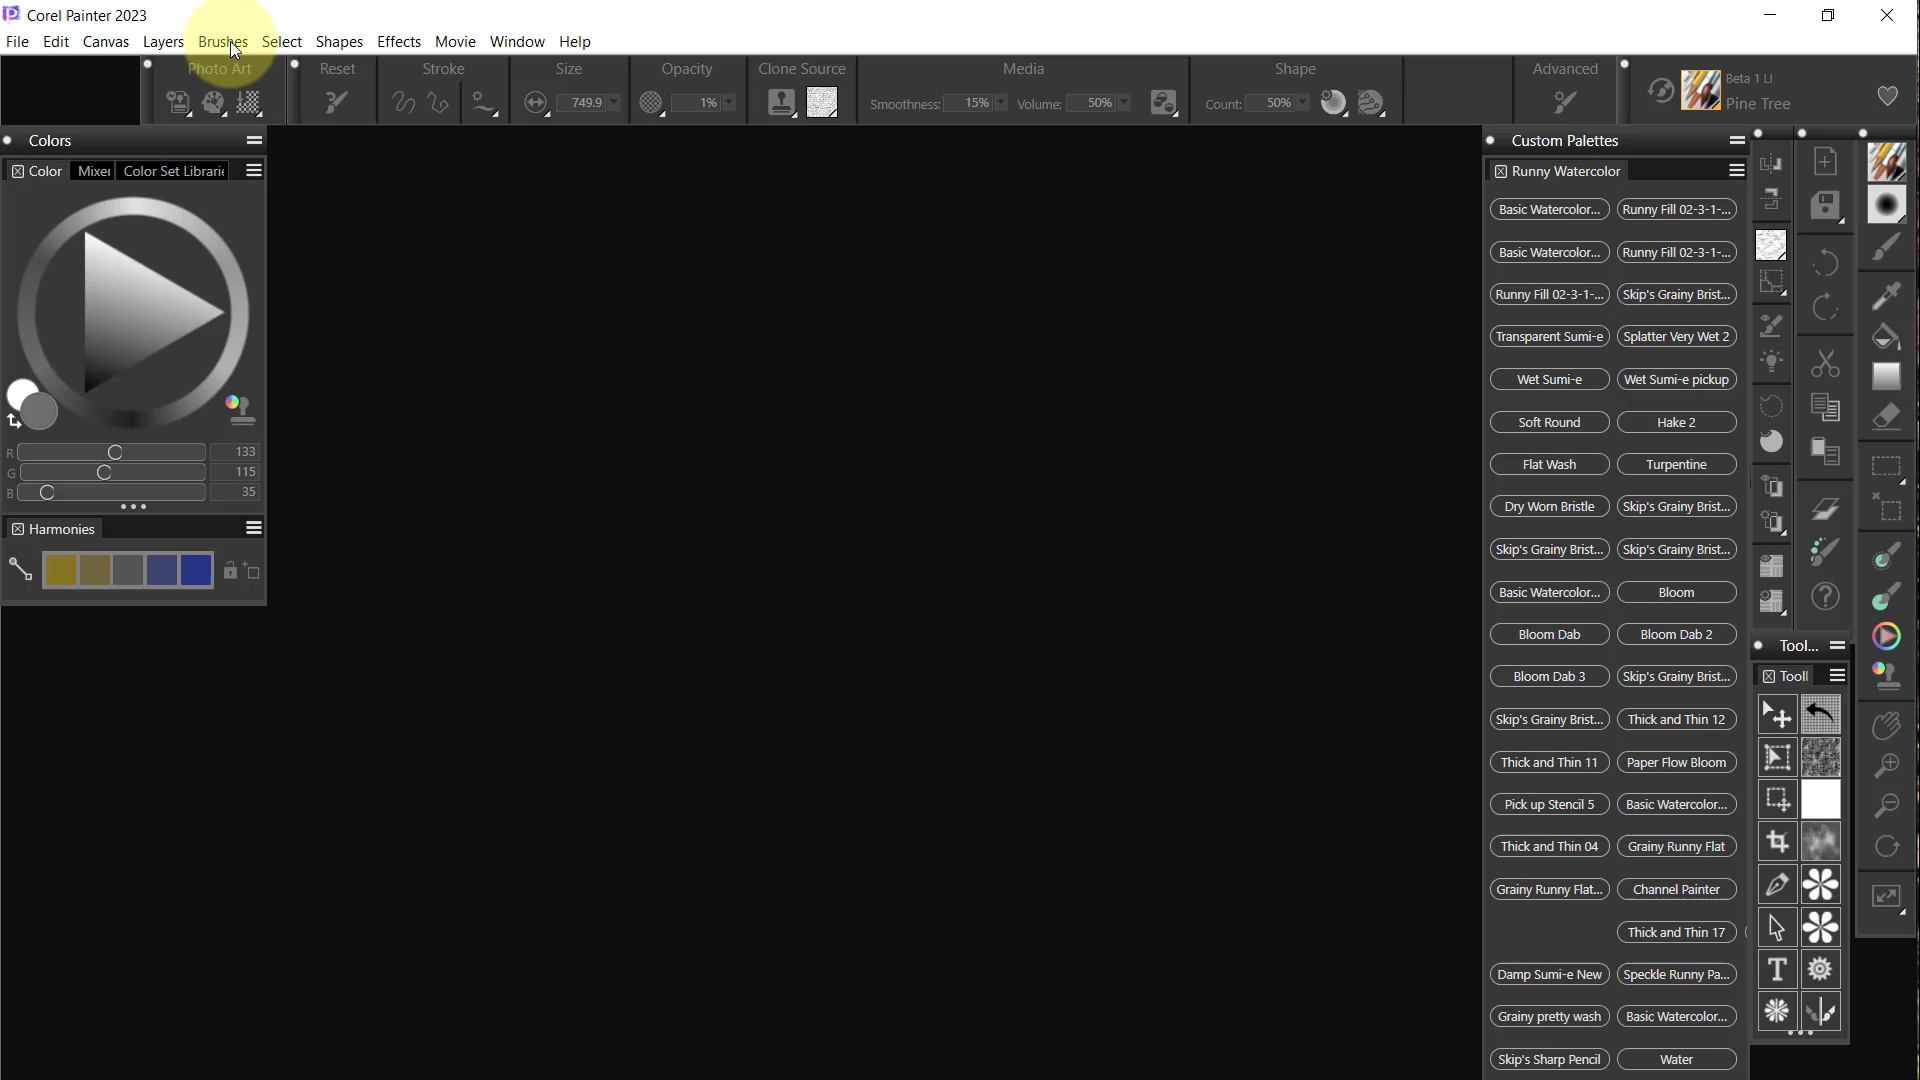 Corel Painter 2023
File Edit Canvas Layers Brushes Select Shapes Effects Movie Window Help
Photo Art Reset Stroke Size Opacity Clone Source Media Shape Advanced
749.9 1% Smoothness: 15% Volume: 50% Count: 50%
Beta 1 LI
Pine Tree
Colors
Color Mixer Color Set Librarie
R 133
G 115
B 35
Harmonies
Custom Palettes
Runny Watercolor
Basic Watercolor... Runny Fill 02-3-1-...
Basic Watercolor... Runny Fill 02-3-1-...
Runny Fill 02-3-1-... Skip's Grainy Brist...
Transparent Sumi-e Splatter Very Wet 2
Wet Sumi-e Wet Sumi-e pickup
Soft Round Hake 2
Flat Wash Turpentine
Dry Worn Bristle Skip's Grainy Brist...
Skip's Grainy Brist... Skip's Grainy Brist...
Basic Watercolor... Bloom
Bloom Dab Bloom Dab 2
Bloom Dab 3 Skip's Grainy Brist...
Skip's Grainy Brist... Thick and Thin 12
Thick and Thin 11 Paper Flow Bloom
Pick up Stencil 5 Basic Watercolor...
Thick and Thin 04 Grainy Runny Flat
Grainy Runny Flat... Channel Painter
Thick and Thin 17
Damp Sumi-e New Speckle Runny Pa...
Grainy pretty wash Basic Watercolor...
Skip's Sharp Pencil Water
Tool...
Tooll
T